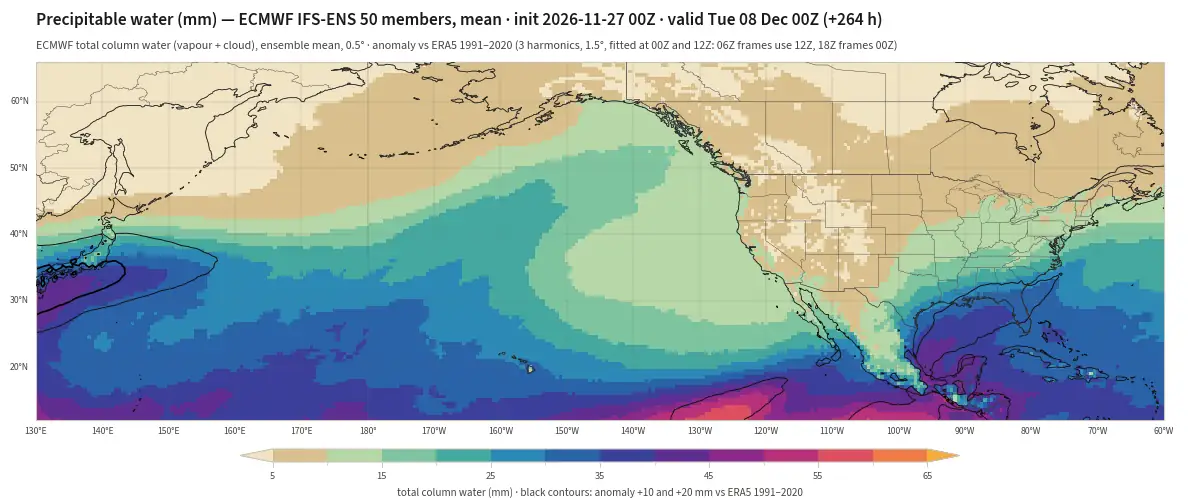 Precipitable water (mm) — ECMWF IFS-ENS 50 members, mean · init 2026-11-27 00Z · valid Tue 08 Dec 00Z (+264 h)
ECMWF total column water (vapour + cloud), ensemble mean, 0.5° · anomaly vs ERA5 1991–2020 (3 harmonics, 1.5°, fitted at 00Z and 12Z: 06Z frames use 12Z, 18Z frames 00Z)
60°N
50°N
40°N
30°N
20°N
130°E 140°E 150°E 160°E 170°E 180° 170°W 160°W 150°W 140°W 130°W 120°W 110°W 100°W 90°W 80°W 70°W 60°W
5 15 25 35 45 55 65
total column water (mm) · black contours: anomaly +10 and +20 mm vs ERA5 1991–2020